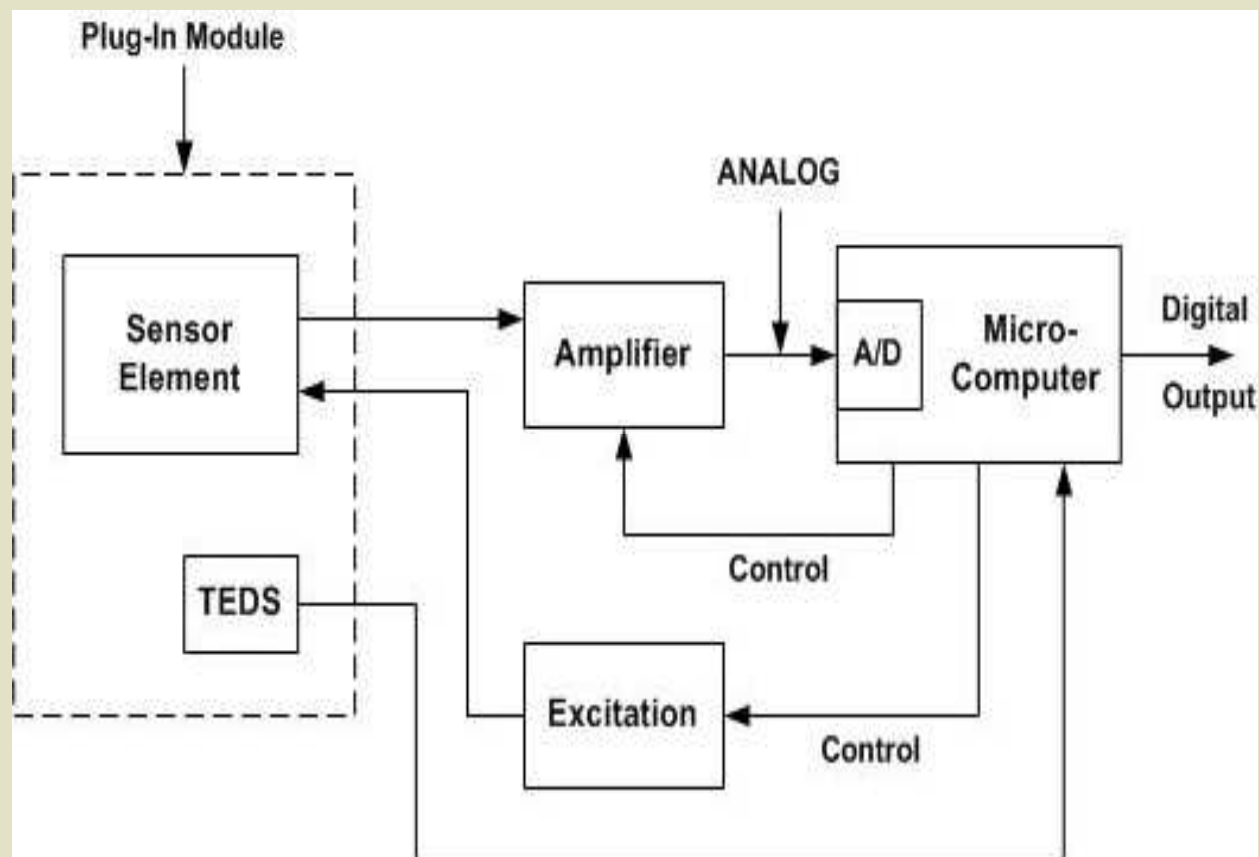 Plug-In Module
ANALOG
Sensor
Element
Amplifier
A/D
Micro-
Computer
Digital
Output
Control
TEDS
Excitation
Control